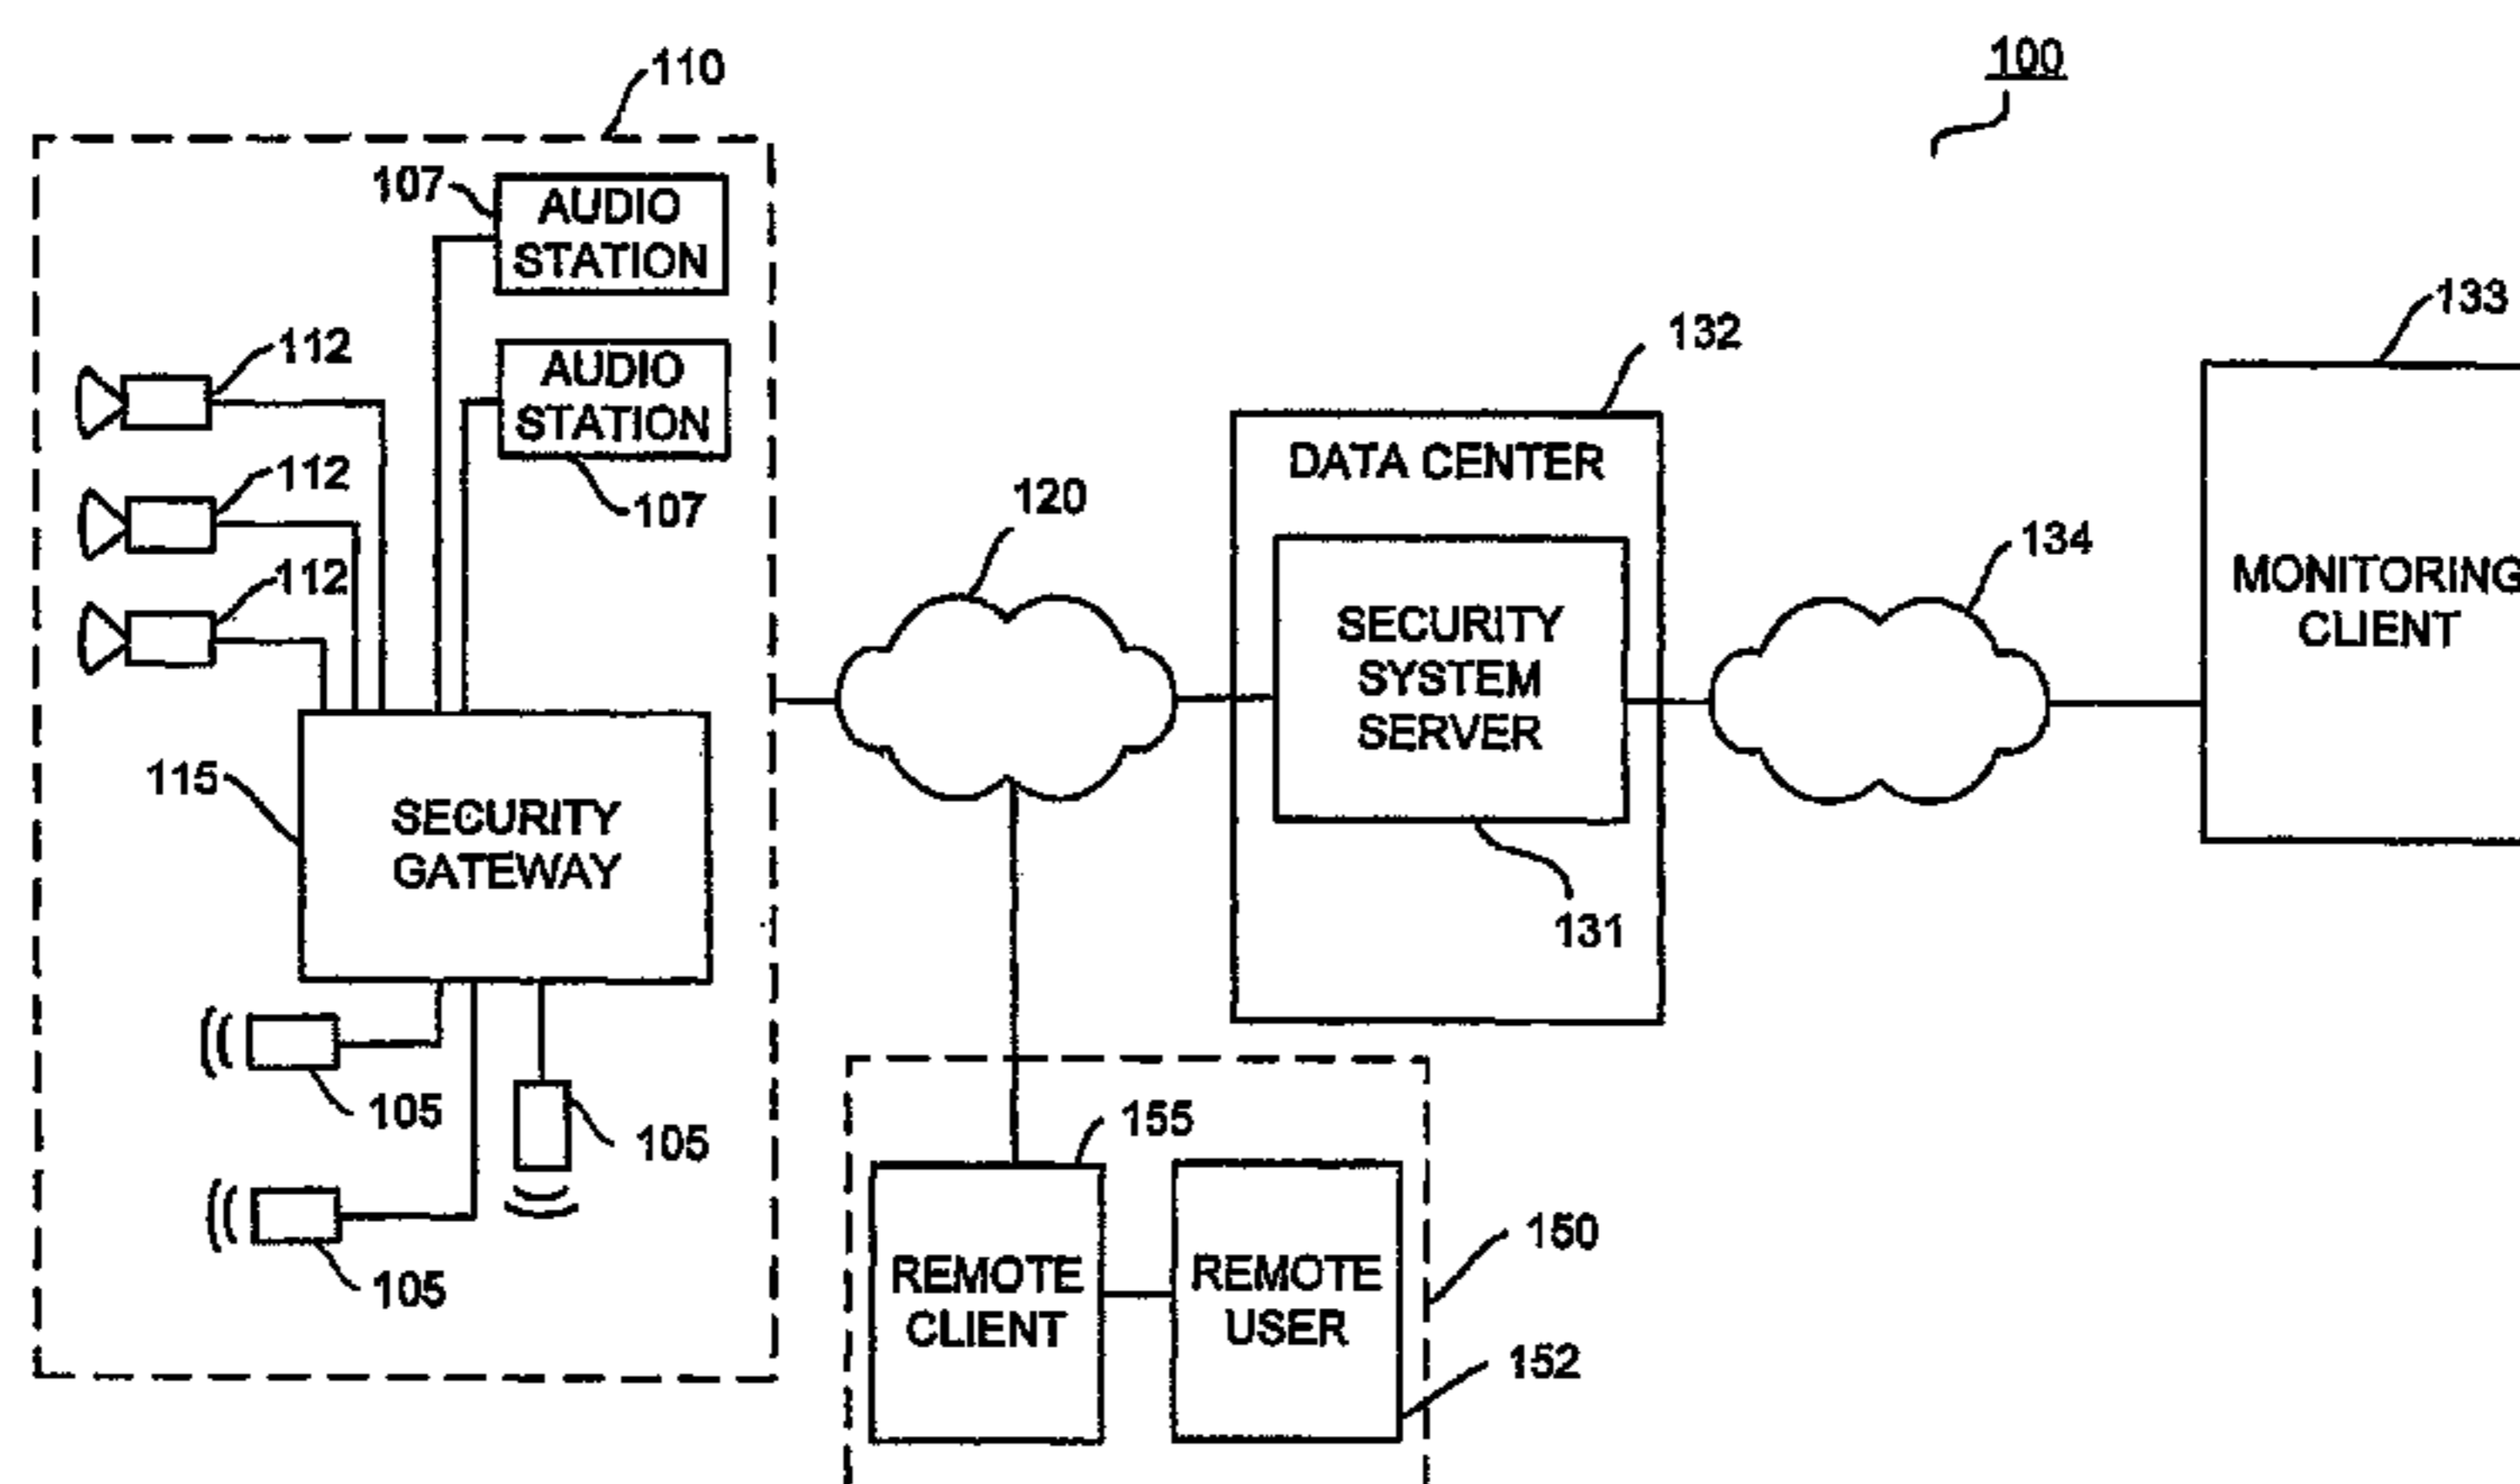 100
110
107
AUDIO
STATION
112
AUDIO
STATION
107
112
112
115
SECURITY
GATEWAY
105
105
105
120
132
DATA CENTER
SECURITY
SYSTEM
SERVER
131
134
133
MONITORING
CLIENT
155
REMOTE
CLIENT
REMOTE
USER
150
152